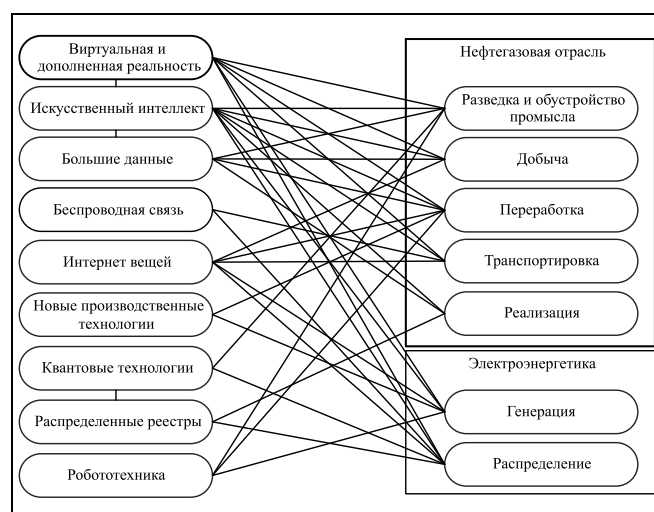 Виртуальная и
дополненная реальность
Искусственный интеллект
Большие данные
Беспроводная связь
Интернет вещей
Новые производственные
технологии
Квантовые технологии
Распределенные реестры
Робототехника
Нефтегазовая отрасль
Разведка и обустройство
промысла
Добыча
Переработка
Транспортировка
Реализация
Электроэнергетика
Генерация
Распределение